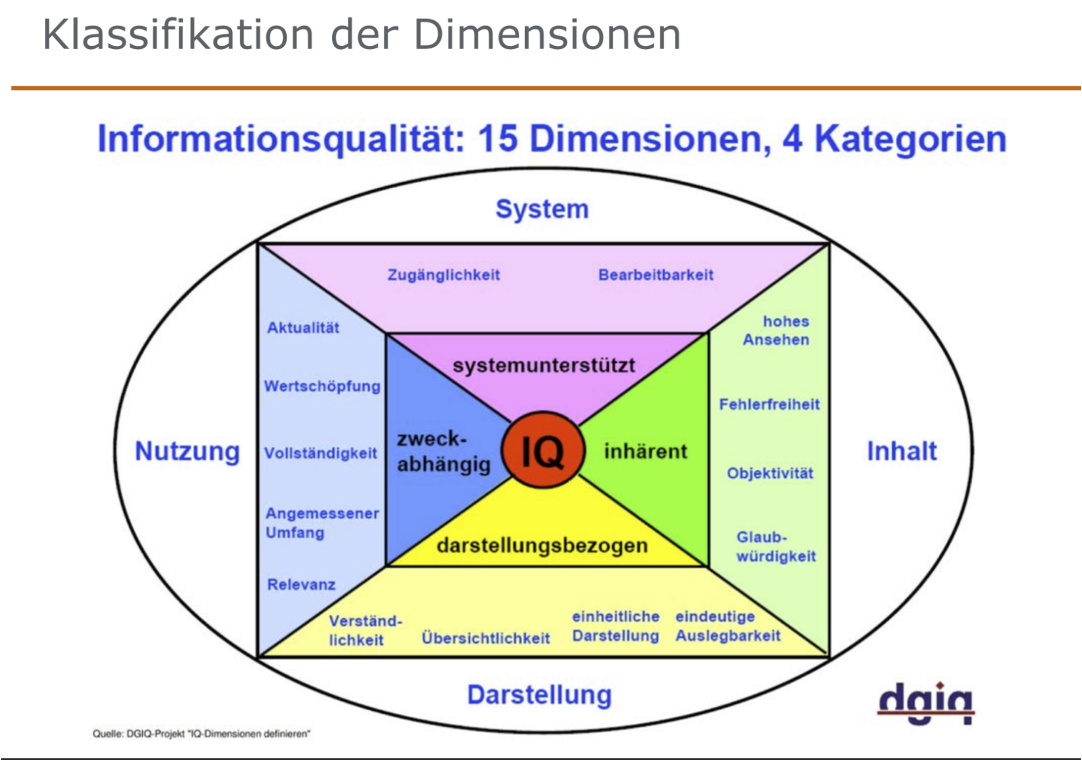 Klassifikation der Dimensionen
Informationsqualität: 15 Dimensionen, 4 Kategorien
System
Zugänglichkeit
Bearbeitbarkeit
Aktualität
Wertschöpfung
Vollständigkeit
Angemessener
Umfang
Relevanz
hohes
Ansehen
Fehlerfreiheit
Objektivität
Glaub-
würdigkeit
systemunterstützt
zweck-
abhängig
IQ
inhärent
darstellungsbezogen
Nutzung
Inhalt
Verständ-
lichkeit
Übersichtlichkeit
einheitliche
Darstellung
eindeutige
Auslegbarkeit
Darstellung
dgiq
Quelle: DGIQ-Projekt "IQ-Dimensionen definieren"